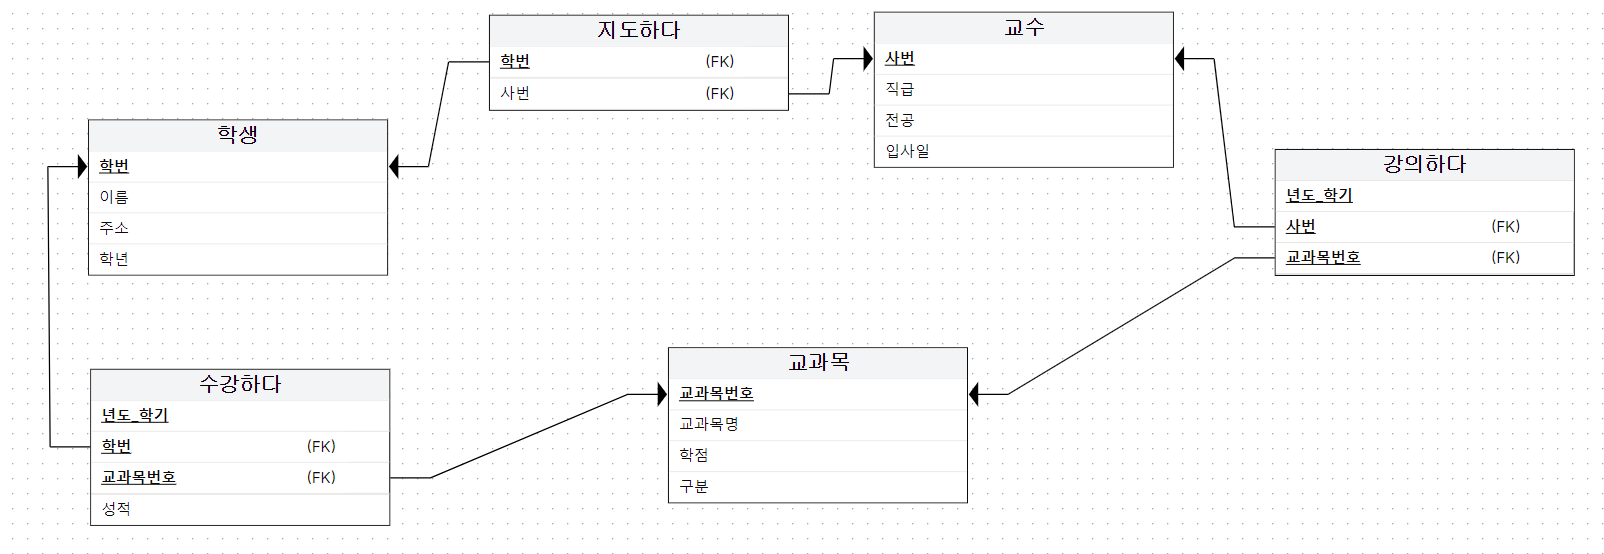 지도하다
학번 (FK)
사번 (FK)
교수
사번
직급
전공
입사일
학생
학번
이름
주소
학년
강의하다
년도_학기
사번 (FK)
교과목번호 (FK)
수강하다
년도_학기
학번 (FK)
교과목번호 (FK)
성적
교과목
교과목번호
교과목명
학점
구분